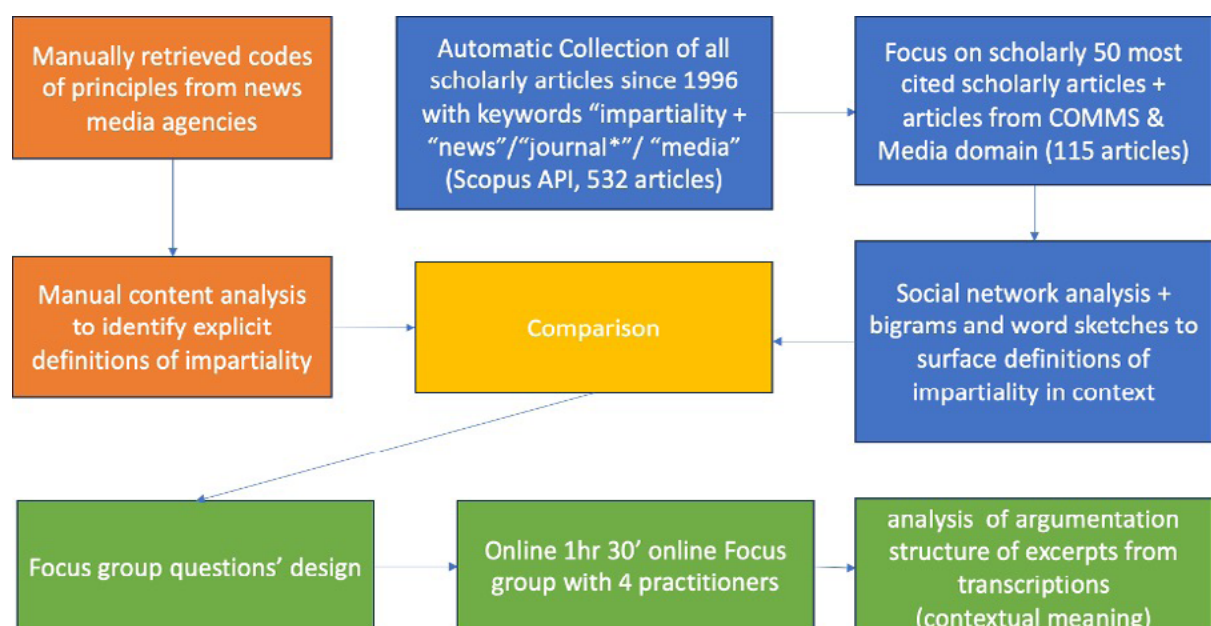 Manually retrieved codes
of principles from news
media agencies
Automatic Collection of all
scholarly articles since 1996
with keywords “impartiality +
“news”/“journal*”/ “media”
(Scopus API, 532 articles)
Focus on scholarly 50 most
cited scholarly articles +
articles from COMMS &
Media domain (115 articles)
Manual content analysis
to identify explicit
definitions of impartiality
Comparison
Social network analysis +
bigrams and word sketches to
surface definitions of
impartiality in context
Focus group questions’ design
Online 1hr 30’ online Focus
group with 4 practitioners
analysis of argumentation
structure of excerpts from
transcriptions
(contextual meaning)